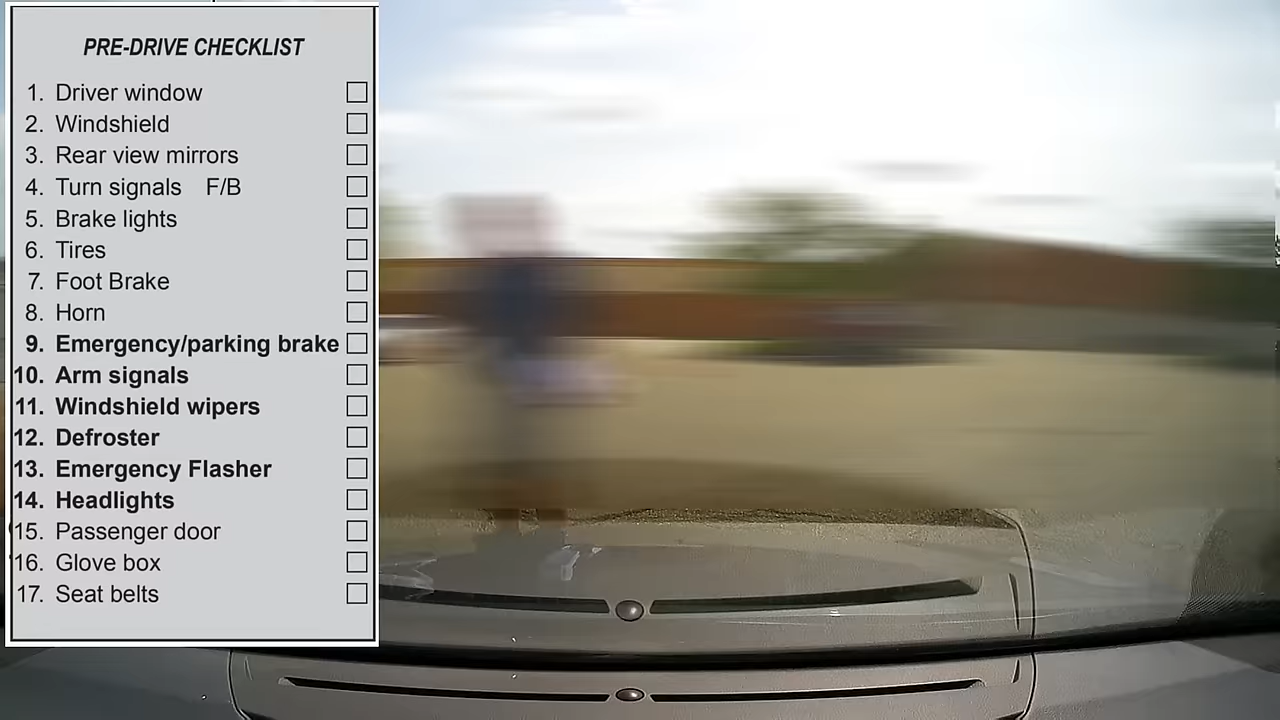 PRE-DRIVE CHECKLIST
1. Driver window
2. Windshield
3. Rear view mirrors
4. Turn signals F/B
5. Brake lights
6. Tires
7. Foot Brake
8. Horn
9. Emergency/parking brake
10. Arm signals
11. Windshield wipers
12. Defroster
13. Emergency Flasher
14. Headlights
15. Passenger door
16. Glove box
17. Seat belts